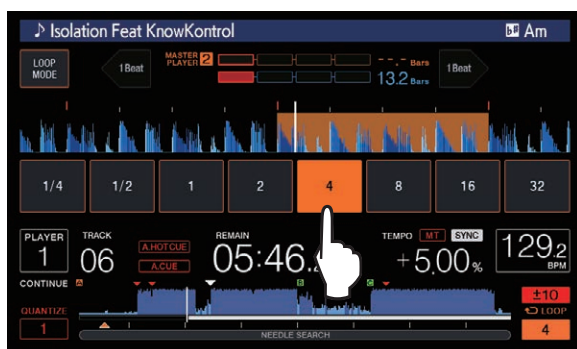 ♪ Isolation Feat KnowKontrol Am
LOOP MODE
1 Beat
MASTER PLAYER 2
--.- Bars
13.2 Bars
1 Beat
1/4 1/2 1 2 4 8 16 32
PLAYER 1
TRACK 06
A.HOT CUE
A.CUE
REMAIN
05:46.
TEMPO MT SYNC
+5.00%
129.2 BPM
CONTINUE
A B C
QUANTIZE
1
NEEDLE SEARCH
±10
LOOP
4